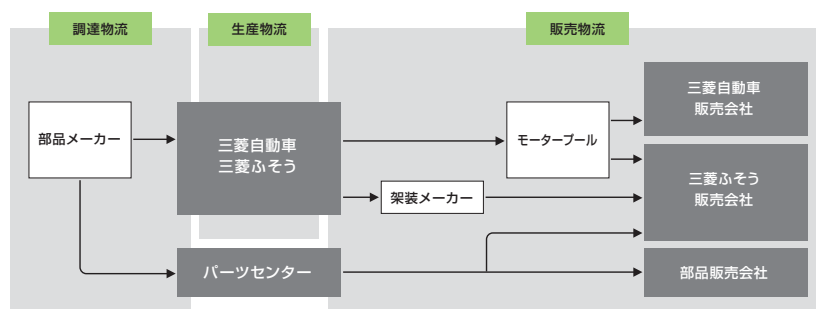 調達物流
生産物流
販売物流
部品メーカー
三菱自動車
三菱ふそう
モータープール
架装メーカー
パーツセンター
三菱自動車
販売会社
三菱ふそう
販売会社
部品販売会社